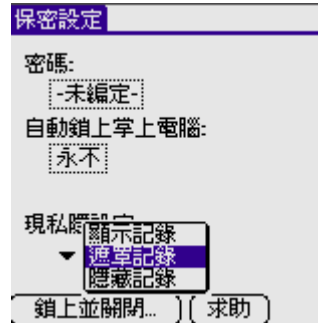 保密設定
密碼:
-未編定-
自動鎖上掌上電腦:
永不
現私隱設定
顯示記錄
遮罩記錄
隱藏記錄
鎖上並關閉...
求助